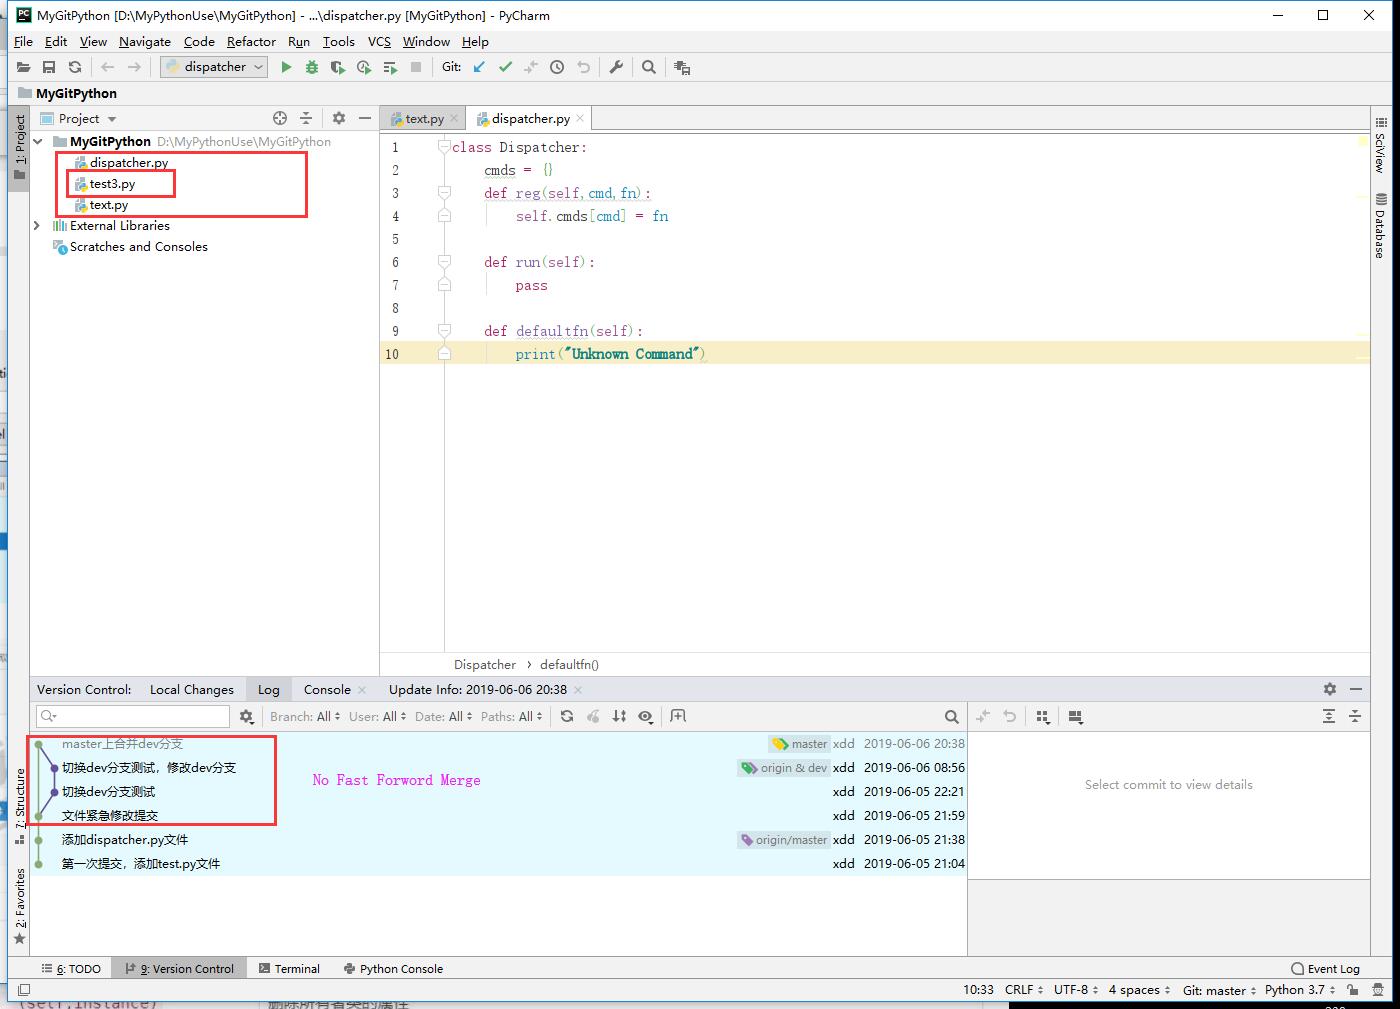 MyGitPython [D:\MyPythonUse\MyGitPython] - ...\dispatcher.py [MyGitPython] - PyCharm
File Edit View Navigate Code Refactor Run Tools VCS Window Help
dispatcher Git:
MyGitPython
1: Project
Project
MyGitPython D:\MyPythonUse\MyGitPython
dispatcher.py
test3.py
text.py
External Libraries
Scratches and Consoles
text.py dispatcher.py
1 class Dispatcher:
2 cmds = {}
3 def reg(self,cmd,fn):
4 self.cmds[cmd] = fn
5
6 def run(self):
7 pass
8
9 def defaultfn(self):
10 print("Unknown Command")
Dispatcher › defaultfn()
SciView
Database
Version Control: Local Changes Log Console Update Info: 2019-06-06 20:38
Branch: All User: All Date: All Paths: All
master上合并dev分支 master xdd 2019-06-06 20:38
切换dev分支测试，修改dev分支 origin & dev xdd 2019-06-06 08:56
切换dev分支测试 xdd 2019-06-05 22:21
文件紧急修改提交 xdd 2019-06-05 21:59
添加dispatcher.py文件 origin/master xdd 2019-06-05 21:38
第一次提交，添加test.py文件 xdd 2019-06-05 21:04
No Fast Forword Merge
Select commit to view details
7: Structure
2: Favorites
6: TODO 9: Version Control Terminal Python Console Event Log
10:33 CRLF UTF-8 4 spaces Git: master Python 3.7
(self,instance) 删除所有者类的属性